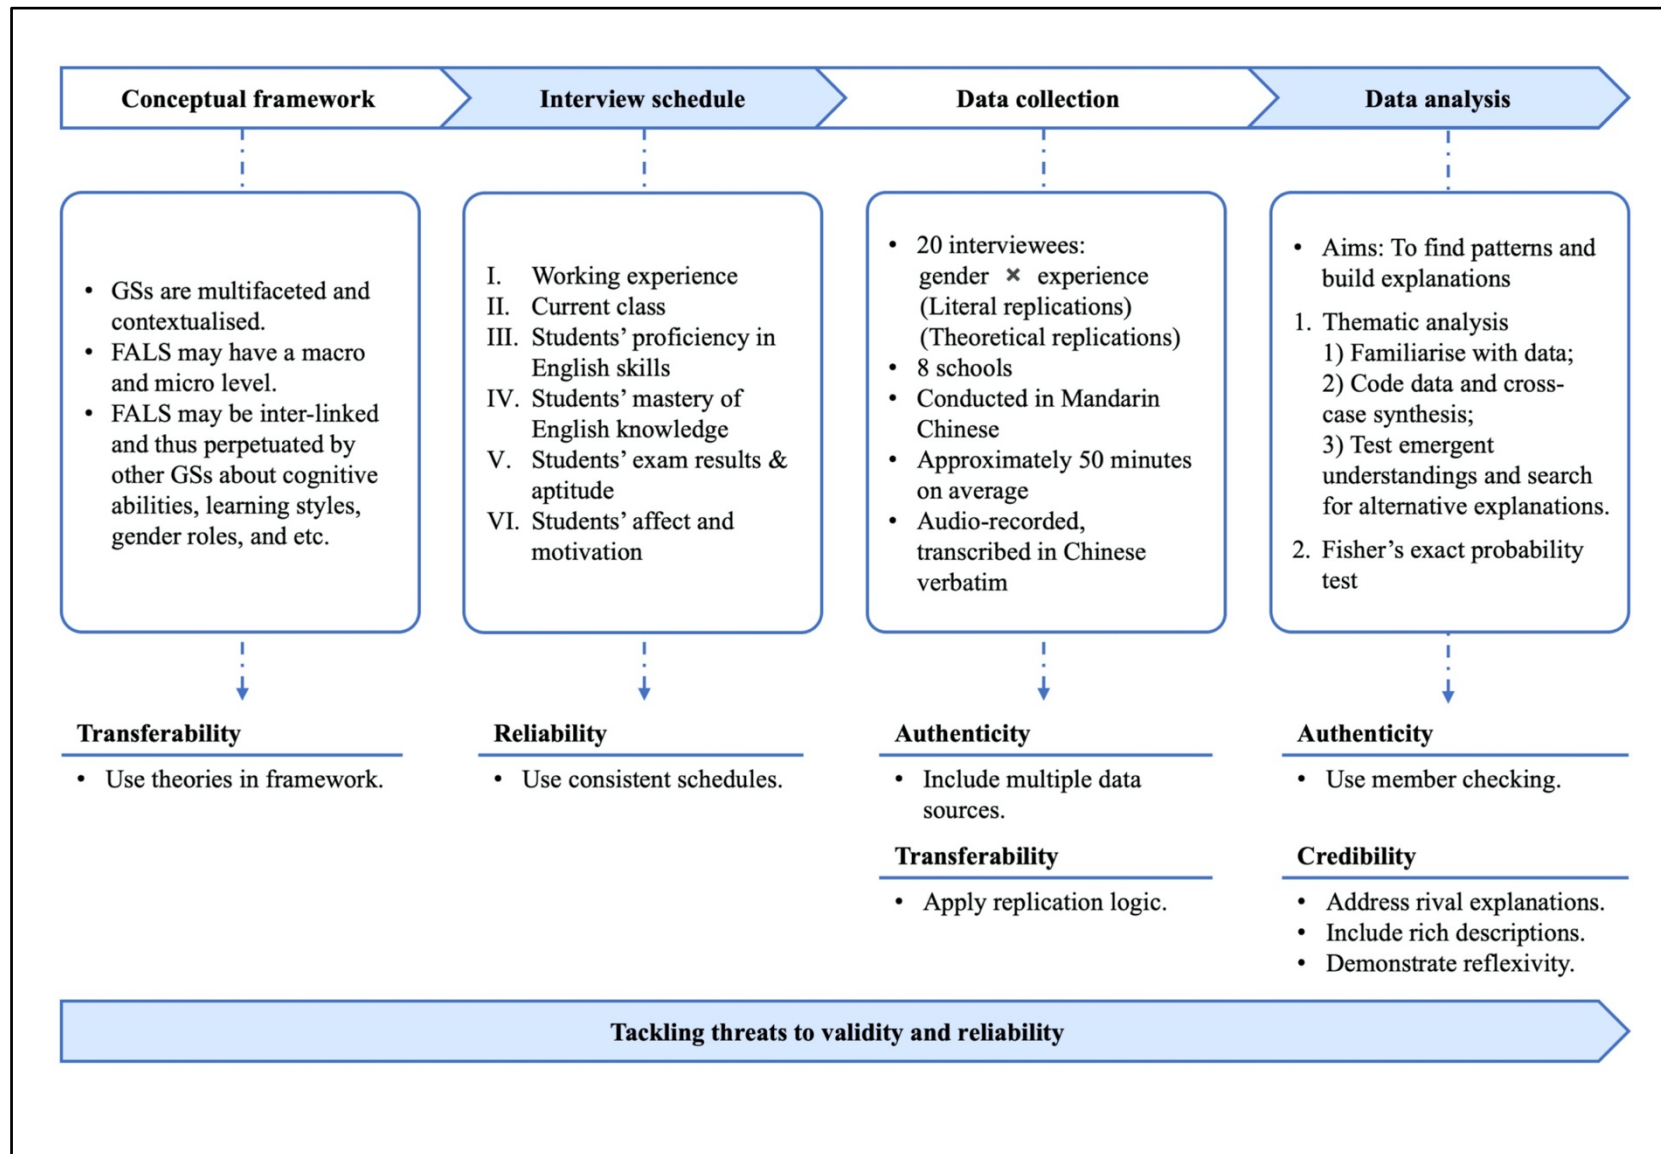 Conceptual framework
Interview schedule
Data collection
Data analysis
• GSs are multifaceted and
contextualised.
• FALS may have a macro
and micro level.
• FALS may be inter-linked
and thus perpetuated by
other GSs about cognitive
abilities, learning styles,
gender roles, and etc.
I. Working experience
II. Current class
III. Students’ proficiency in
English skills
IV. Students’ mastery of
English knowledge
V. Students’ exam results &
aptitude
VI. Students’ affect and
motivation
• 20 interviewees:
gender × experience
(Literal replications)
(Theoretical replications)
• 8 schools
• Conducted in Mandarin
Chinese
• Approximately 50 minutes
on average
• Audio-recorded,
transcribed in Chinese
verbatim
• Aims: To find patterns and
build explanations
1. Thematic analysis
1) Familiarise with data;
2) Code data and cross-
case synthesis;
3) Test emergent
understandings and search
for alternative explanations.
2. Fisher’s exact probability
test
Transferability
• Use theories in framework.
Reliability
• Use consistent schedules.
Authenticity
• Include multiple data
sources.
Transferability
• Apply replication logic.
Authenticity
• Use member checking.
Credibility
• Address rival explanations.
• Include rich descriptions.
• Demonstrate reflexivity.
Tackling threats to validity and reliability